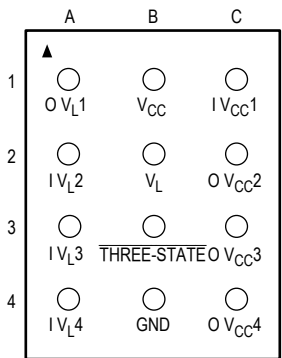 A B C
1
O VL1 VCC I VCC1
2
I VL2 VL O VCC2
3
I VL3 THREE-STATE O VCC3
4
I VL4 GND O VCC4